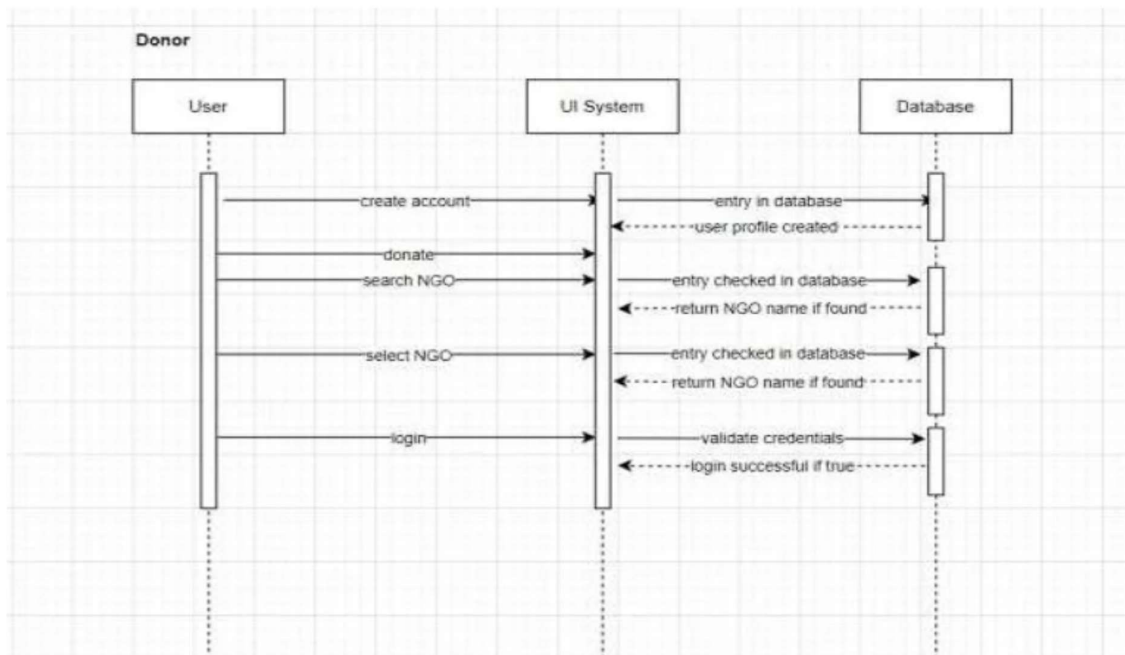 Donor
User
UI System
Database
create account
entry in database
user profile created
donate
search NGO
entry checked in database
return NGO name if found
select NGO
entry checked in database
return NGO name if found
login
validate credentials
login successful if true